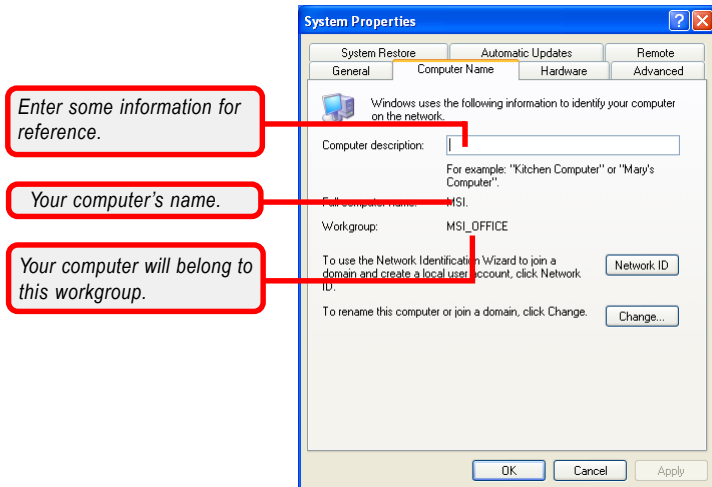 System Properties
System Restore
Automatic Updates
Remote
General
Computer Name
Hardware
Advanced
Windows uses the following information to identify your computer
on the network.
Enter some information for
reference.
Computer description:
For example: "Kitchen Computer" or "Mary's
Computer".
Your computer's name.
Full computer name:
MSI.
Workgroup:
MSI_OFFICE
Your computer will belong to
this workgroup.
To use the Network Identification Wizard to join a
domain and create a local user account, click Network
ID.
Network ID
To rename this computer or join a domain, click Change.
Change...
OK
Cancel
Apply